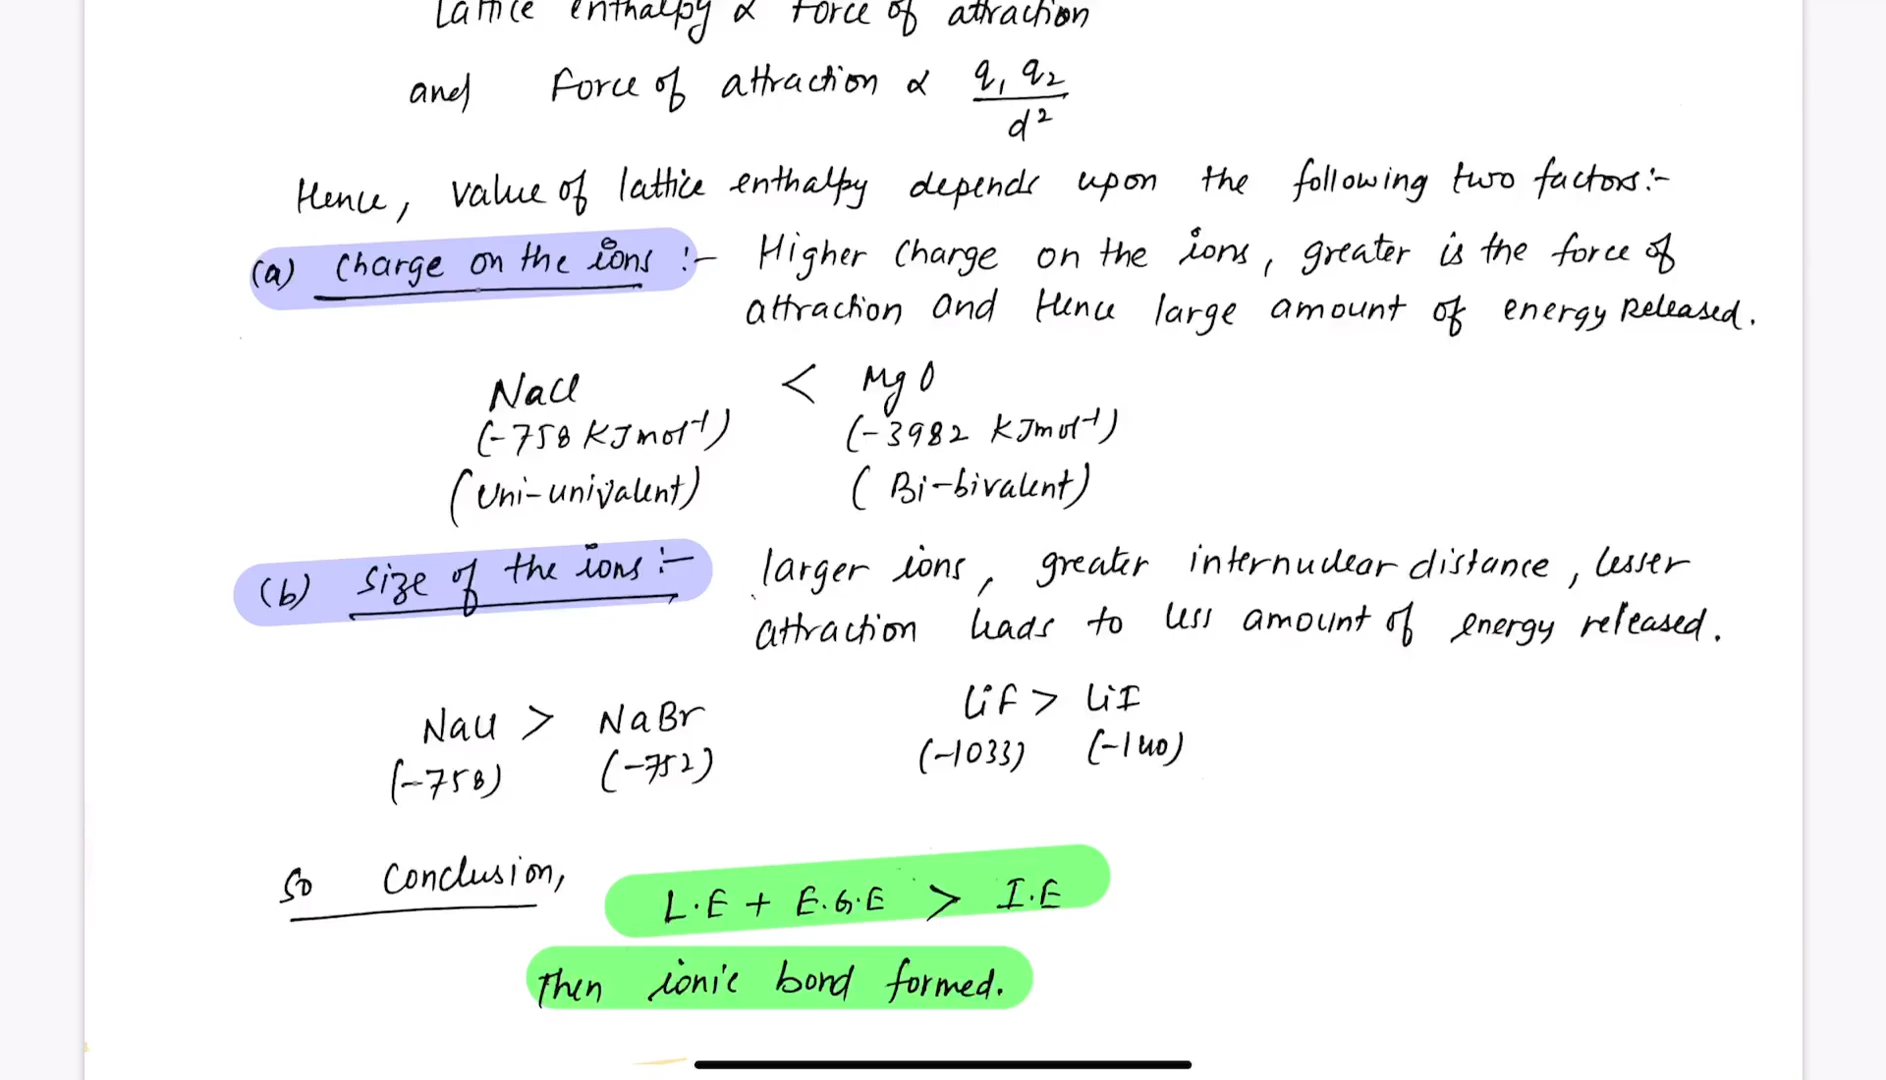 Lattice enthalpy ∝ Force of attraction
and Force of attraction ∝ q₁ q₂ / d²
Hence, value of lattice enthalpy depends upon the following two factors:-
(a) Charge on the ions :- Higher Charge on the ions, greater is the force of
attraction and Hence large amount of energy Released.
NaCl < MgO
(-758 KJmol⁻¹) (-3982 KJmol⁻¹)
(Uni-univalent) (Bi-bivalent)
(b) Size of the ions :- larger ions, greater internuclear distance, lesser
attraction leads to less amount of energy released.
NaCl > NaBr LiF > LiI
(-758) (-752) (-1033)
So Conclusion,
L.E + E.G.E > I.E
Then ionic bond formed.